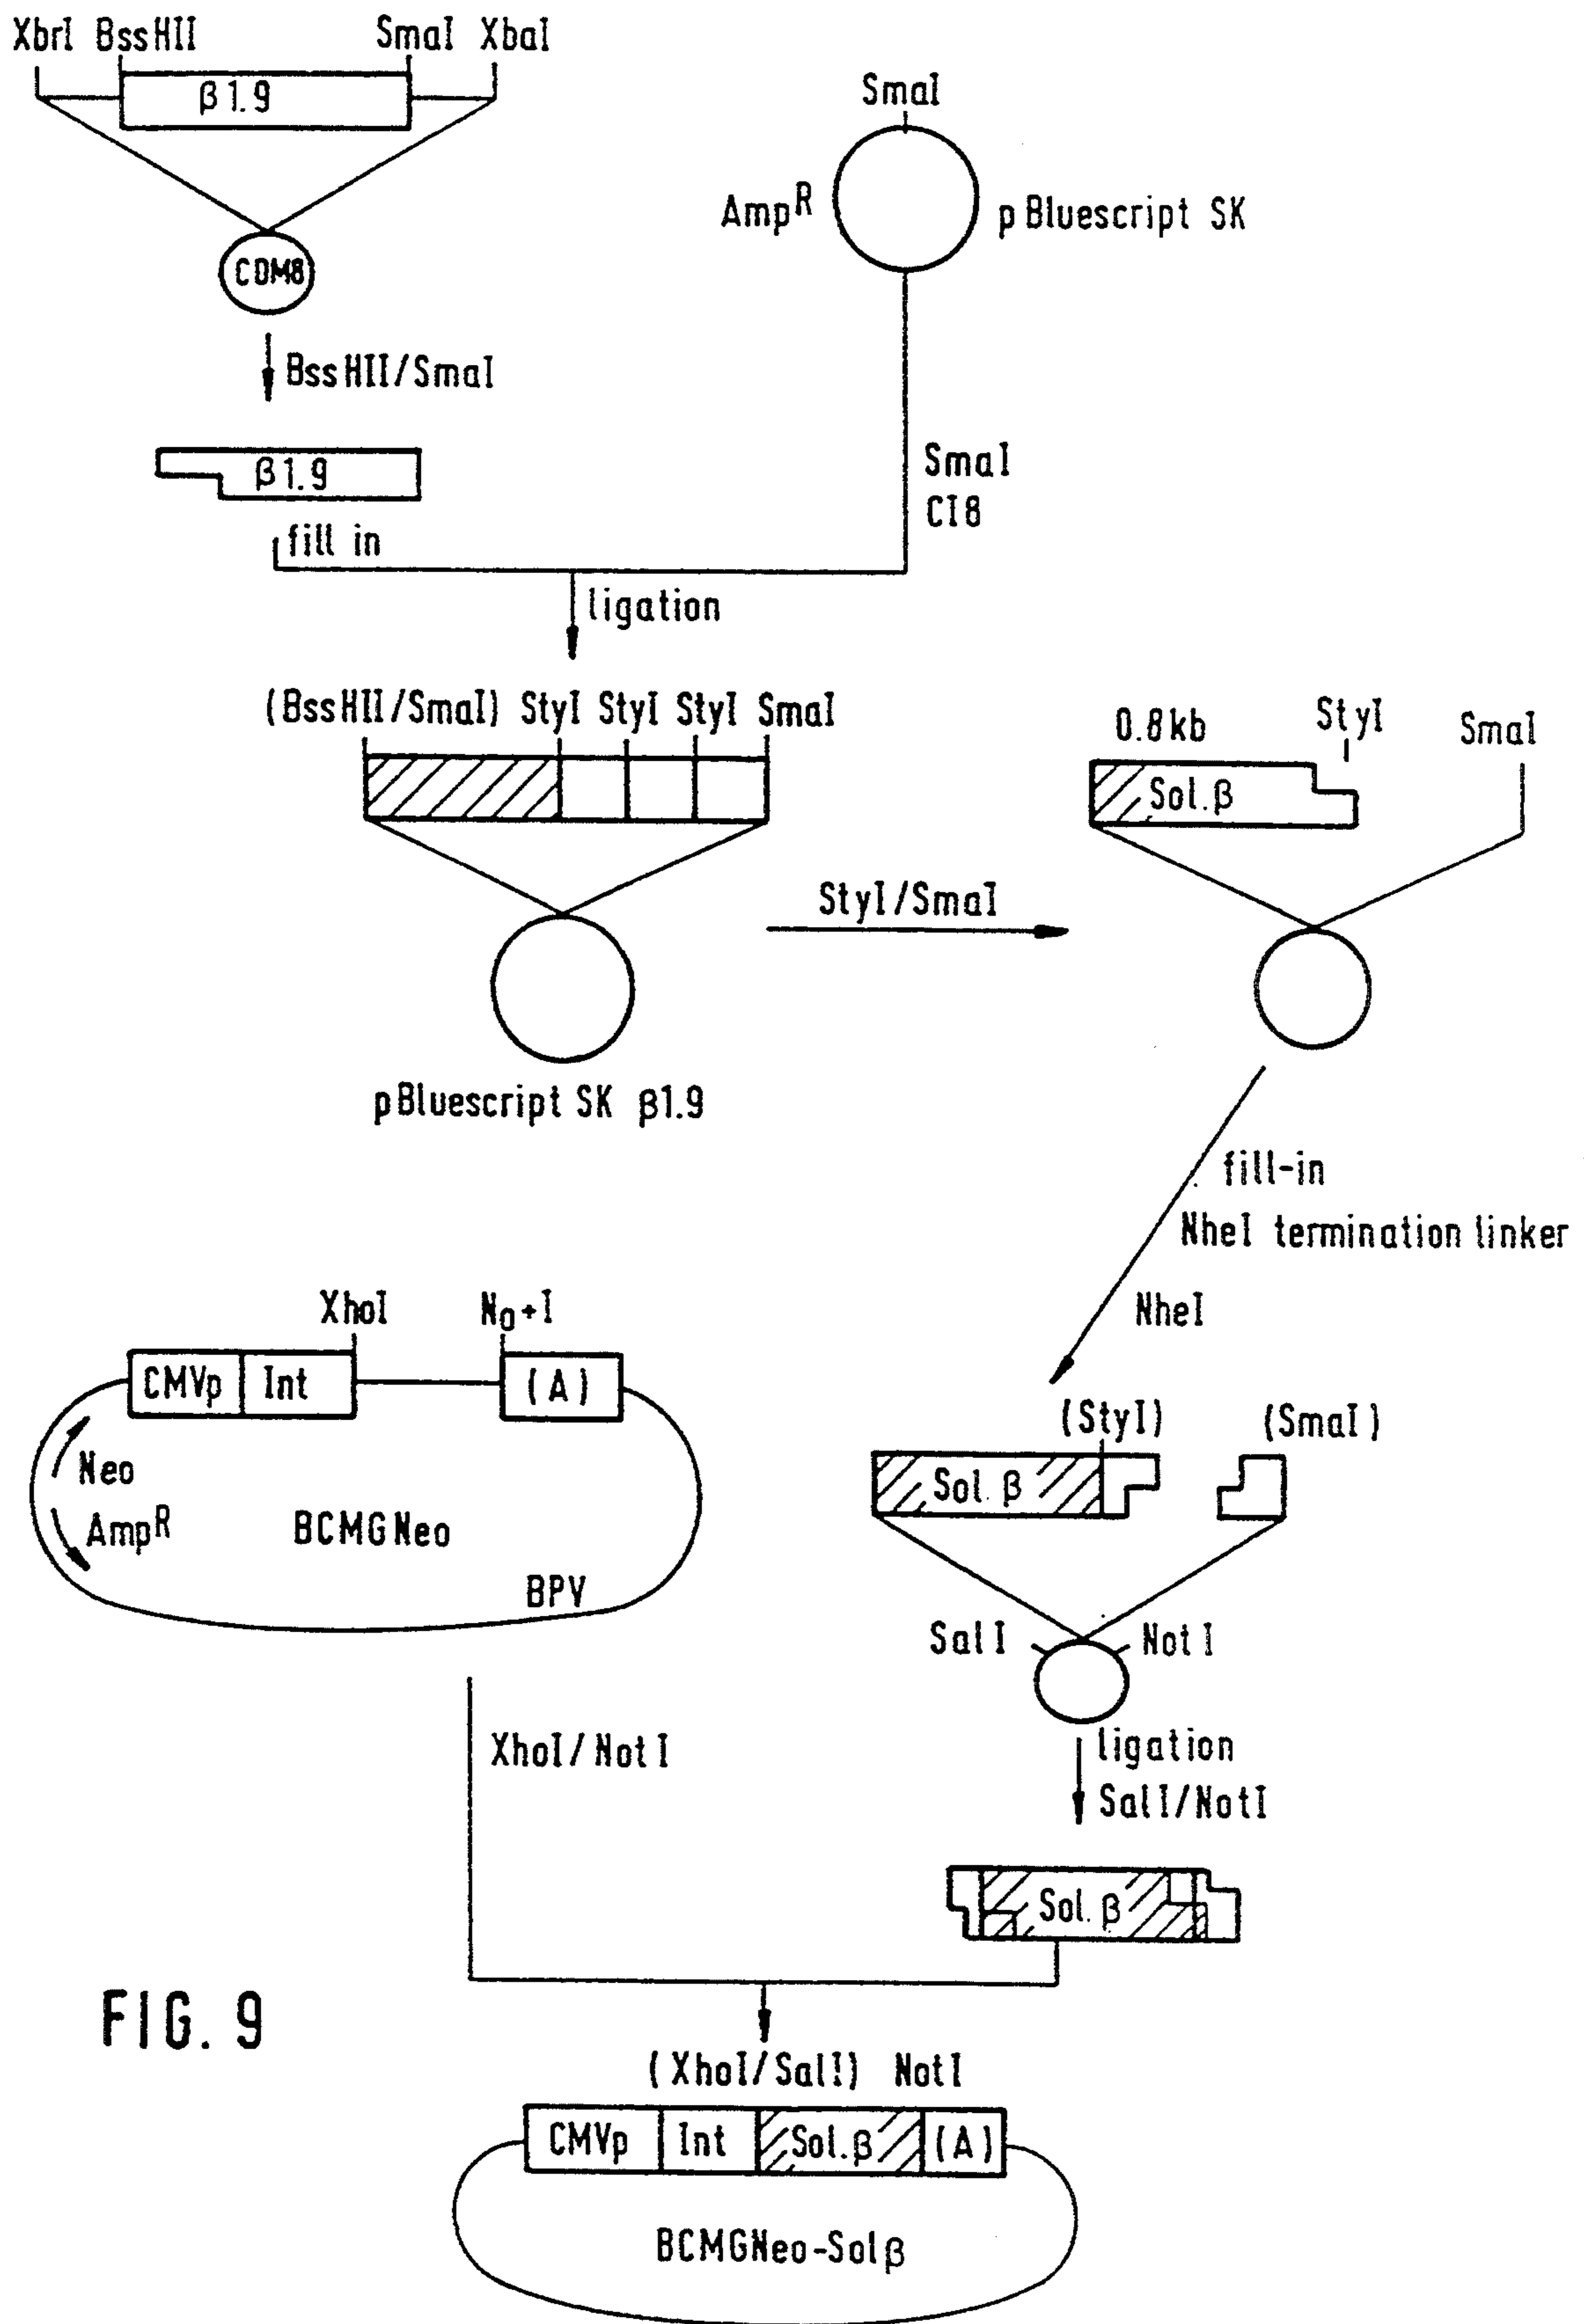 XbrI BssHII SmaI XbaI
β1.9
CDM8
SmaI
AmpR
pBluescript SK
BssHII/SmaI
β1.9
fill in
SmaI
CI8
ligation
(BssHII/SmaI) StyI StyI StyI SmaI
pBluescript SK β1.9
StyI/SmaI
0.8kb
StyI
SmaI
Sol.β
fill-in
NheI termination linker
NheI
XhoI
No+I
CMVp
Int
(A)
Neo
AmpR
BCMGNeo
BPV
(StyI)
(SmaI)
Sol. β
SalI
NotI
XhoI/NotI
ligation
SalI/NotI
Sol. β
FIG. 9
(XhoI/SalI) NotI
CMVp
Int
Sol.β
(A)
BCMGNeo-Solβ